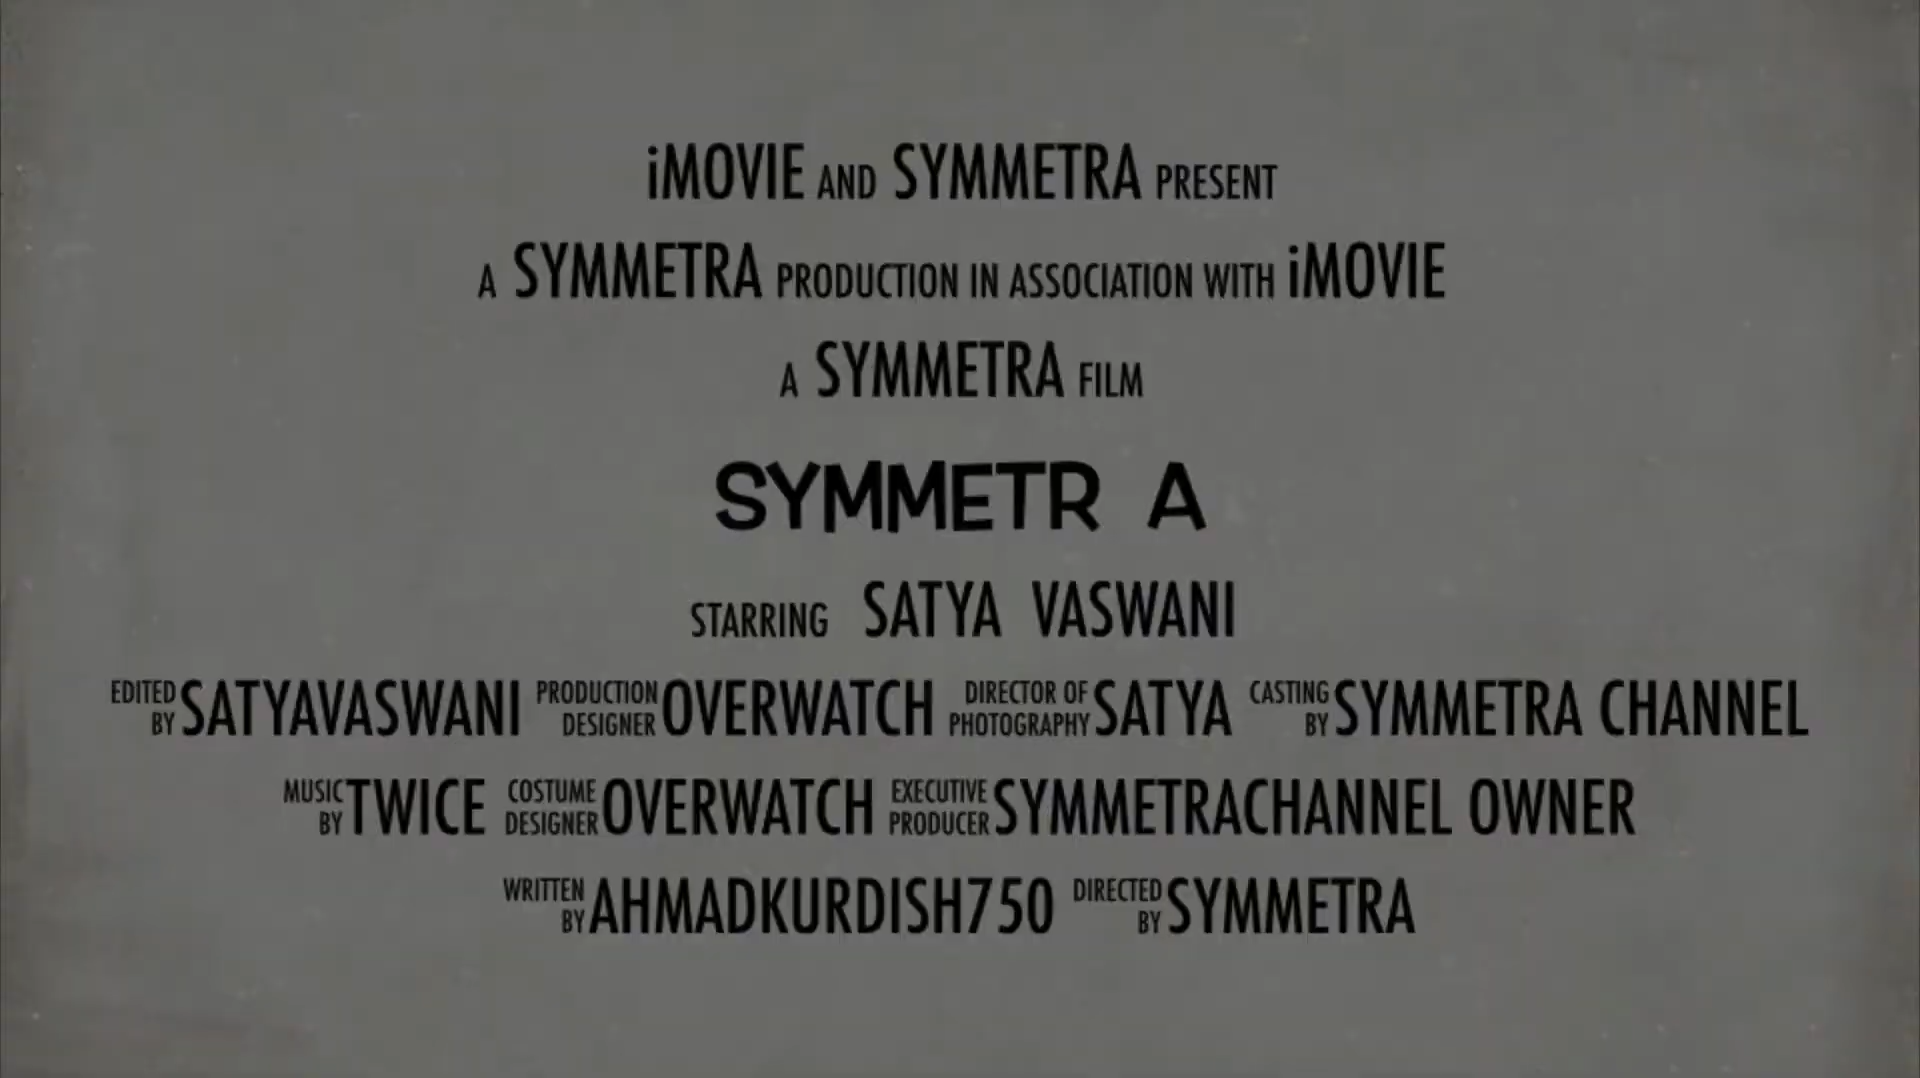 iMOVIE AND SYMMETRA PRESENT
A SYMMETRA PRODUCTION IN ASSOCIATION WITH iMOVIE
A SYMMETRA FILM
SYMMETR A
STARRING SATYA VASWANI
EDITED BY SATYAVASWANI PRODUCTION DESIGNER OVERWATCH DIRECTOR OF PHOTOGRAPHY SATYA CASTING BY SYMMETRA CHANNEL
MUSIC BY TWICE COSTUME DESIGNER OVERWATCH EXECUTIVE PRODUCER SYMMETRACHANNEL OWNER
WRITTEN BY AHMADKURDISH750 DIRECTED BY SYMMETRA